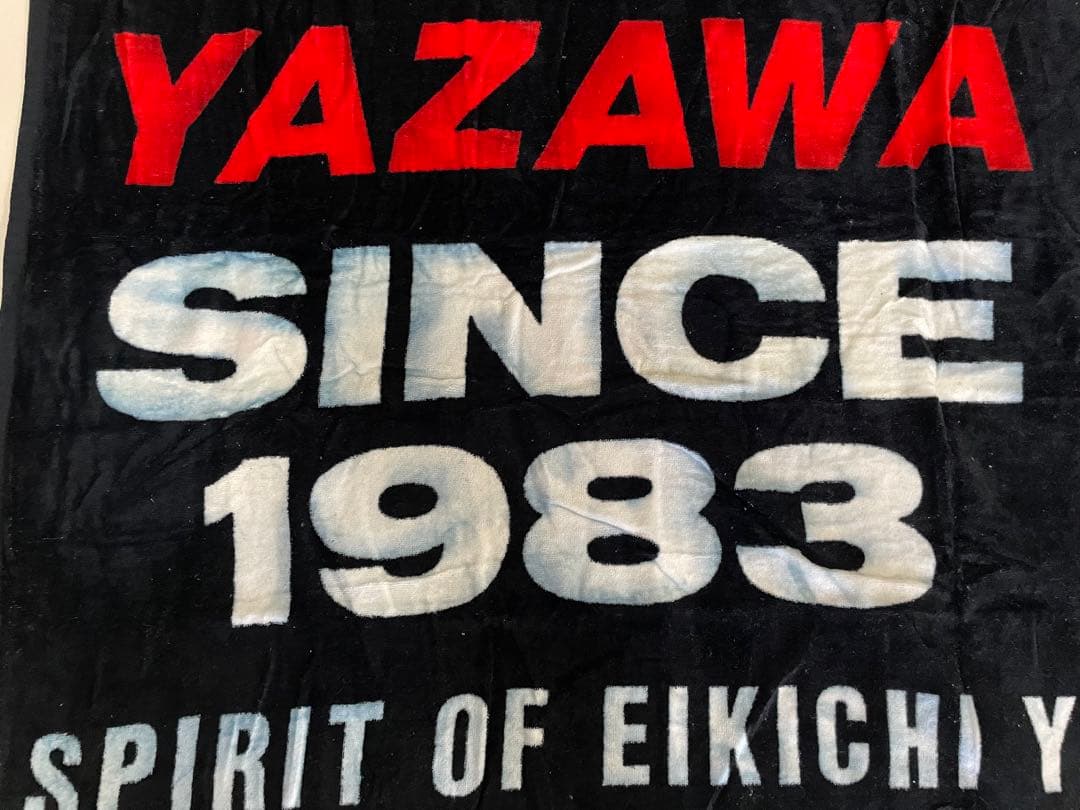 YAZAWA
SINCE
1983
SPIRIT OF EIKICHI Y